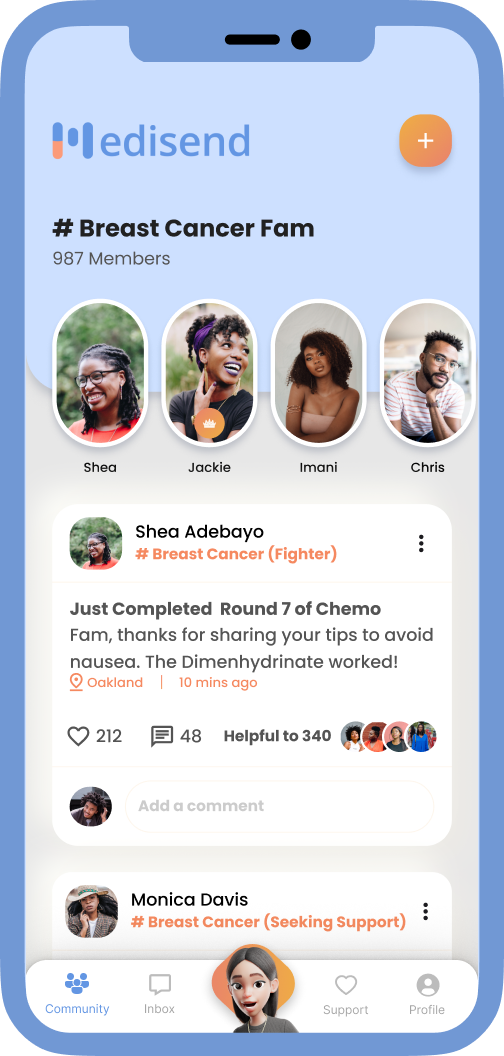 Medisend
# Breast Cancer Fam
987 Members
Shea
Jackie
Imani
Chris
Shea Adebayo
# Breast Cancer (Fighter)
Just Completed Round 7 of Chemo
Fam, thanks for sharing your tips to avoid
nausea. The Dimenhydrinate worked!
Oakland | 10 mins ago
212 48 Helpful to 340
Add a comment
Monica Davis
# Breast Cancer (Seeking Support)
Community Inbox Support Profile